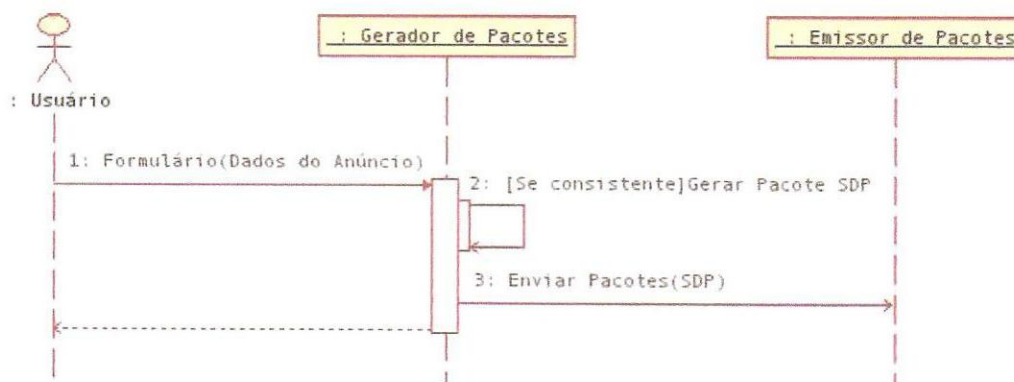 : Gerador de Pacotes
: Emissor de Pacotes
: Usuário
1: Formulário(Dados do Anúncio)
2: [Se consistente]Gerar Pacote SDP
3: Enviar Pacotes(SDP)